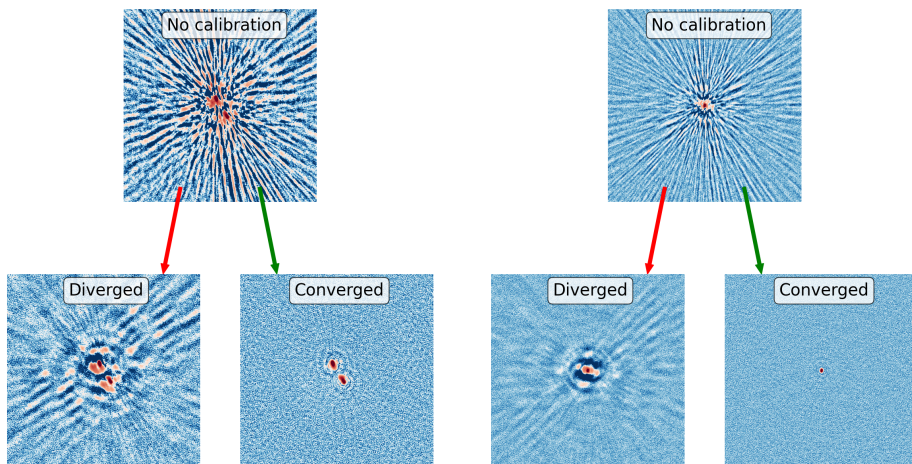 No calibration
No calibration
Diverged
Converged
Diverged
Converged